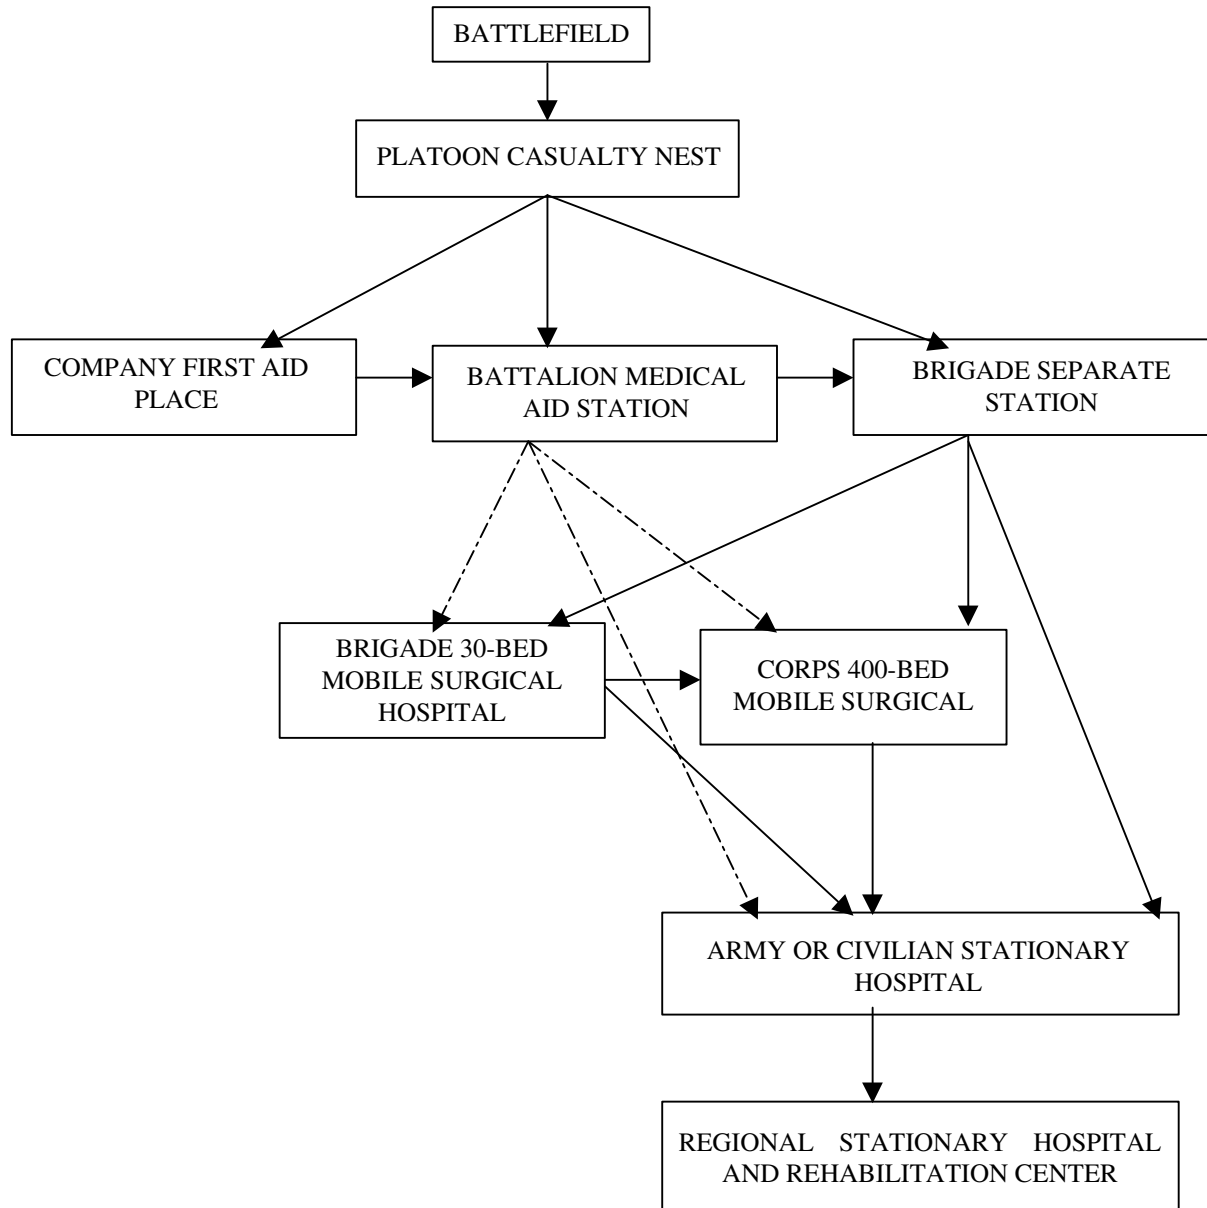 BATTLEFIELD
PLATOON CASUALTY NEST
COMPANY FIRST AID
PLACE
BATTALION MEDICAL
AID STATION
BRIGADE SEPARATE
STATION
BRIGADE 30-BED
MOBILE SURGICAL
HOSPITAL
CORPS 400-BED
MOBILE SURGICAL
ARMY OR CIVILIAN STATIONARY
HOSPITAL
REGIONAL STATIONARY HOSPITAL
AND REHABILITATION CENTER